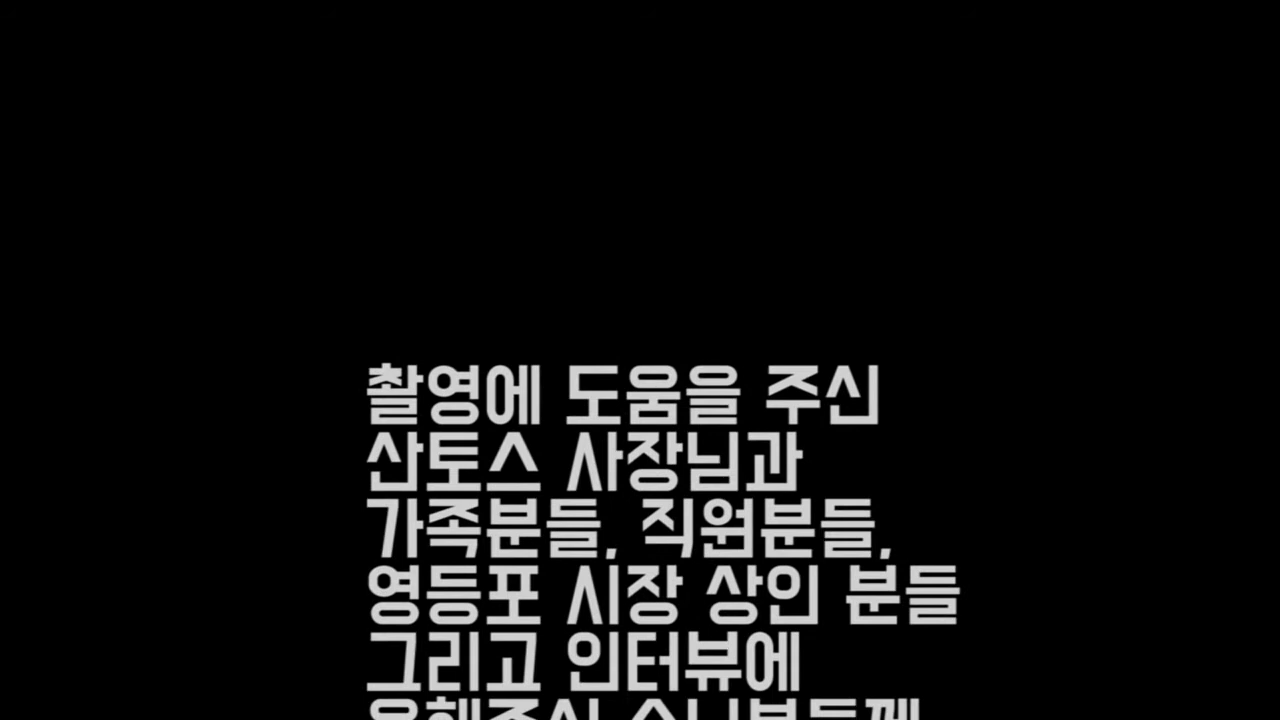 촬영에 도움을 주신
산토스 사장님과
가족분들, 직원분들,
영등포 시장 상인 분들
그리고 인터뷰에